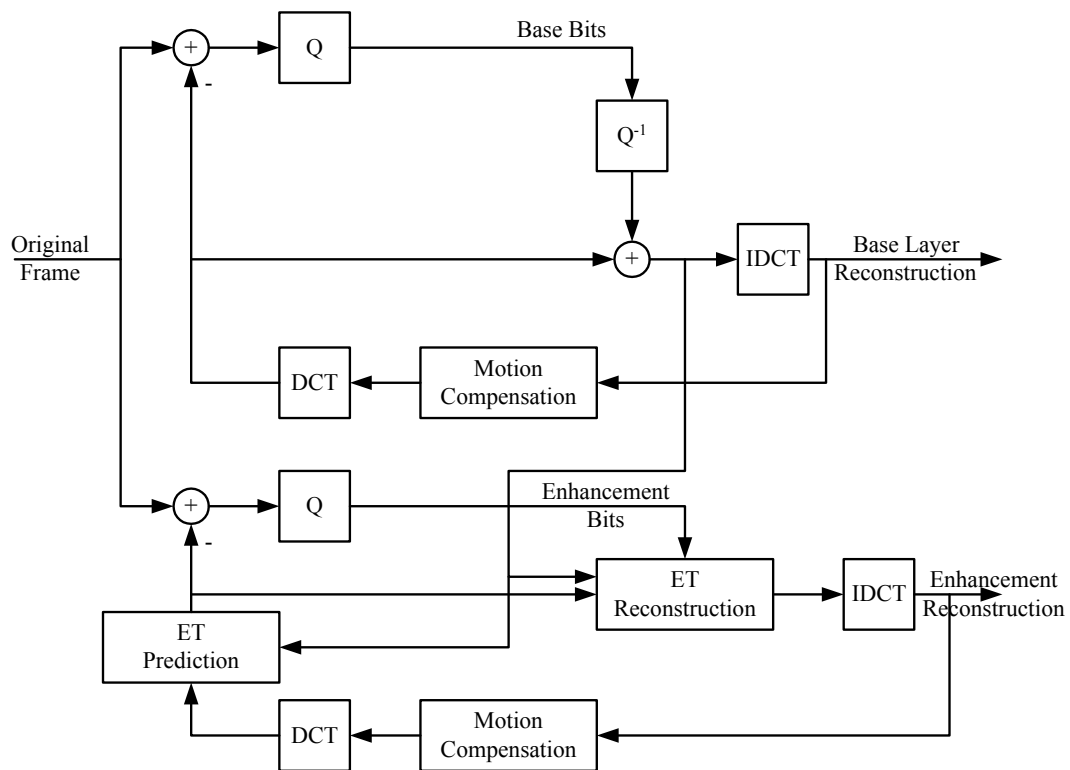 +
Q
Base Bits
-
Q-1
Original
Frame
+
IDCT
Base Layer
Reconstruction
DCT
Motion
Compensation
+
Q
Enhancement
Bits
-
ET
Reconstruction
IDCT
Enhancement
Reconstruction
ET
Prediction
DCT
Motion
Compensation